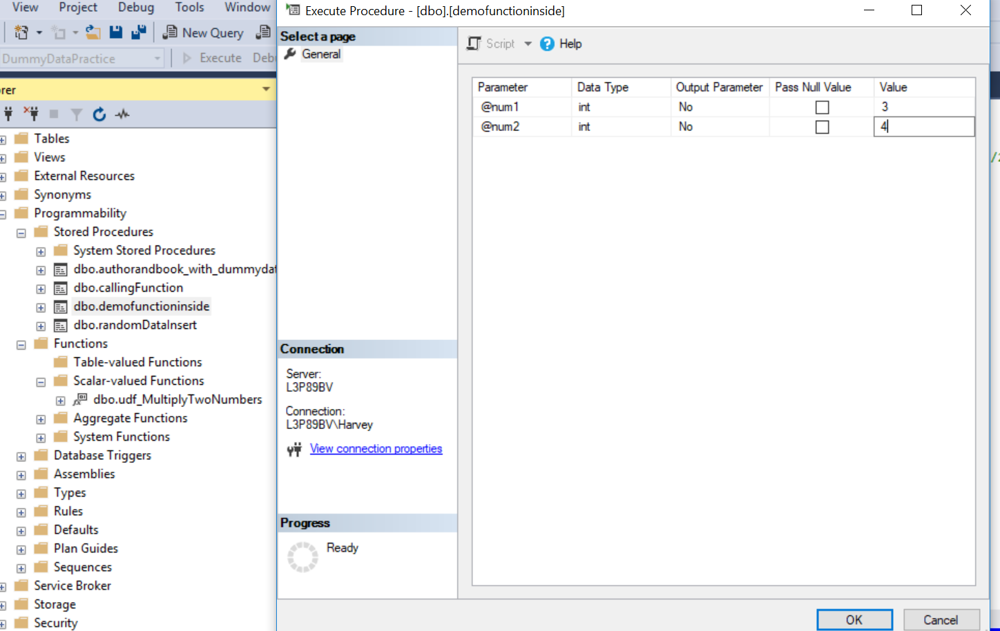 View Project Debug Tools Window
Execute Procedure - [dbo].[demofunctioninside]
New Query
DummyDataPractice
Execute
Select a page
General
Script
Help
Parameter Data Type Output Parameter Pass Null Value Value
@num1 int No 3
@num2 int No 4
Tables
Views
External Resources
Synonyms
Programmability
Stored Procedures
System Stored Procedures
dbo.authorandbook_with_dummydat
dbo.callingFunction
dbo.demofunctioninside
dbo.randomDataInsert
Functions
Table-valued Functions
Scalar-valued Functions
dbo.udf_MultiplyTwoNumbers
Aggregate Functions
System Functions
Database Triggers
Assemblies
Types
Rules
Defaults
Plan Guides
Sequences
Service Broker
Storage
Security
Connection
Server:
L3P89BV
Connection:
L3P89BV\Harvey
View connection properties
Progress
Ready
OK Cancel